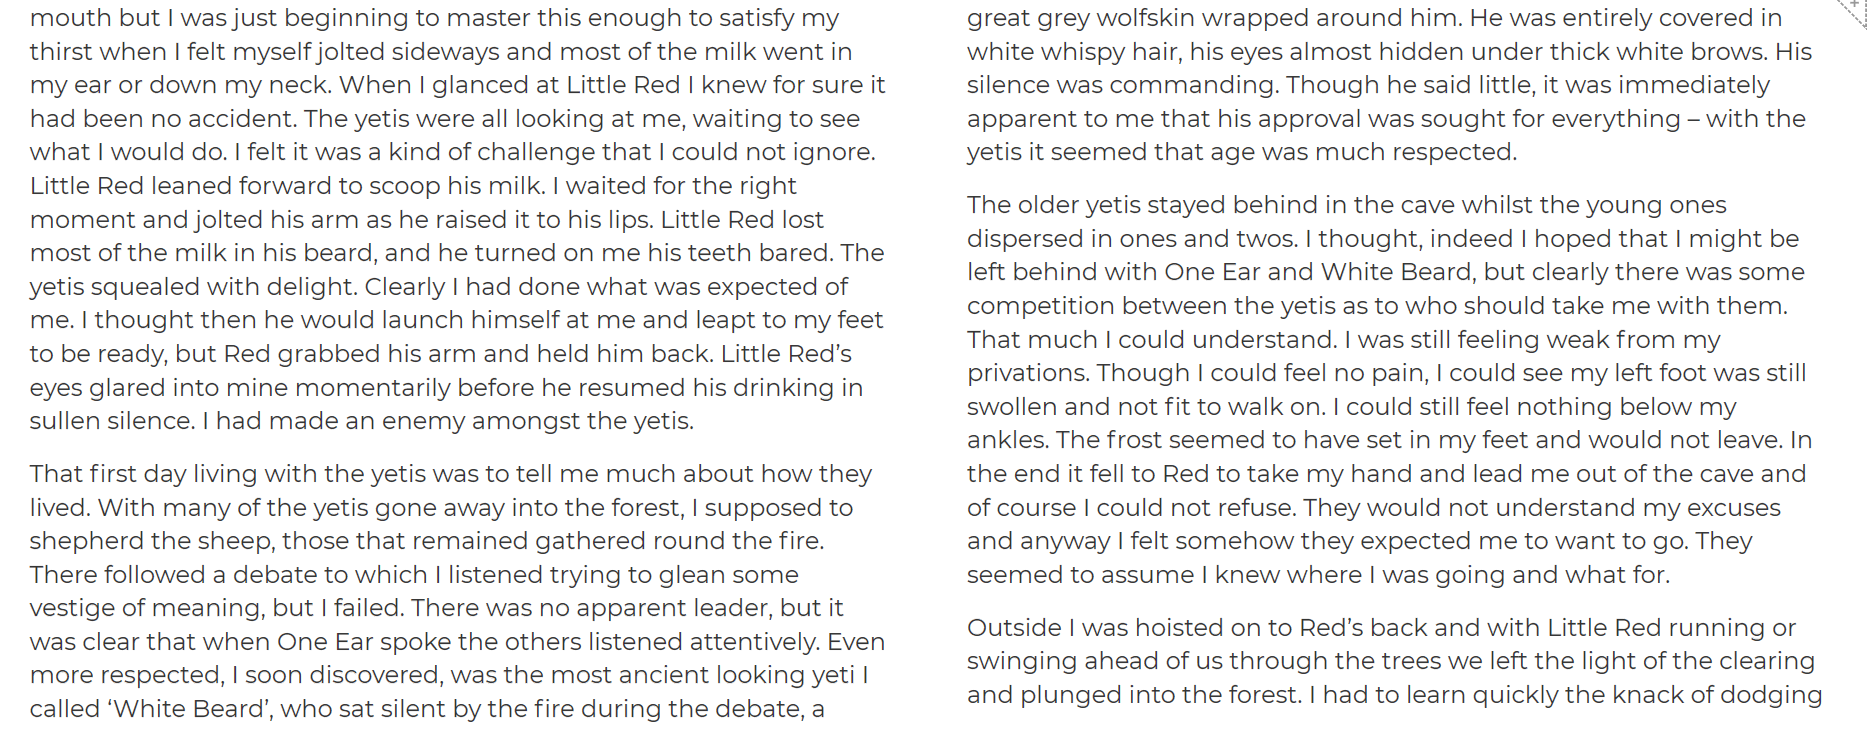 mouth but I was just beginning to master this enough to satisfy my
thirst when I felt myself jolted sideways and most of the milk went in
my ear or down my neck. When I glanced at Little Red I knew for sure it
had been no accident. The yetis were all looking at me, waiting to see
what I would do. I felt it was a kind of challenge that I could not ignore.
Little Red leaned forward to scoop his milk. I waited for the right
moment and jolted his arm as he raised it to his lips. Little Red lost
most of the milk in his beard, and he turned on me his teeth bared. The
yetis squealed with delight. Clearly I had done what was expected of
me. I thought then he would launch himself at me and leapt to my feet
to be ready, but Red grabbed his arm and held him back. Little Red’s
eyes glared into mine momentarily before he resumed his drinking in
sullen silence. I had made an enemy amongst the yetis.
That first day living with the yetis was to tell me much about how they
lived. With many of the yetis gone away into the forest, I supposed to
shepherd the sheep, those that remained gathered round the fire.
There followed a debate to which I listened trying to glean some
vestige of meaning, but I failed. There was no apparent leader, but it
was clear that when One Ear spoke the others listened attentively. Even
more respected, I soon discovered, was the most ancient looking yeti I
called ‘White Beard’, who sat silent by the fire during the debate, a
great grey wolfskin wrapped around him. He was entirely covered in
white whispy hair, his eyes almost hidden under thick white brows. His
silence was commanding. Though he said little, it was immediately
apparent to me that his approval was sought for everything – with the
yetis it seemed that age was much respected.
The older yetis stayed behind in the cave whilst the young ones
dispersed in ones and twos. I thought, indeed I hoped that I might be
left behind with One Ear and White Beard, but clearly there was some
competition between the yetis as to who should take me with them.
That much I could understand. I was still feeling weak from my
privations. Though I could feel no pain, I could see my left foot was still
swollen and not fit to walk on. I could still feel nothing below my
ankles. The frost seemed to have set in my feet and would not leave. In
the end it fell to Red to take my hand and lead me out of the cave and
of course I could not refuse. They would not understand my excuses
and anyway I felt somehow they expected me to want to go. They
seemed to assume I knew where I was going and what for.
Outside I was hoisted on to Red’s back and with Little Red running or
swinging ahead of us through the trees we left the light of the clearing
and plunged into the forest. I had to learn quickly the knack of dodging